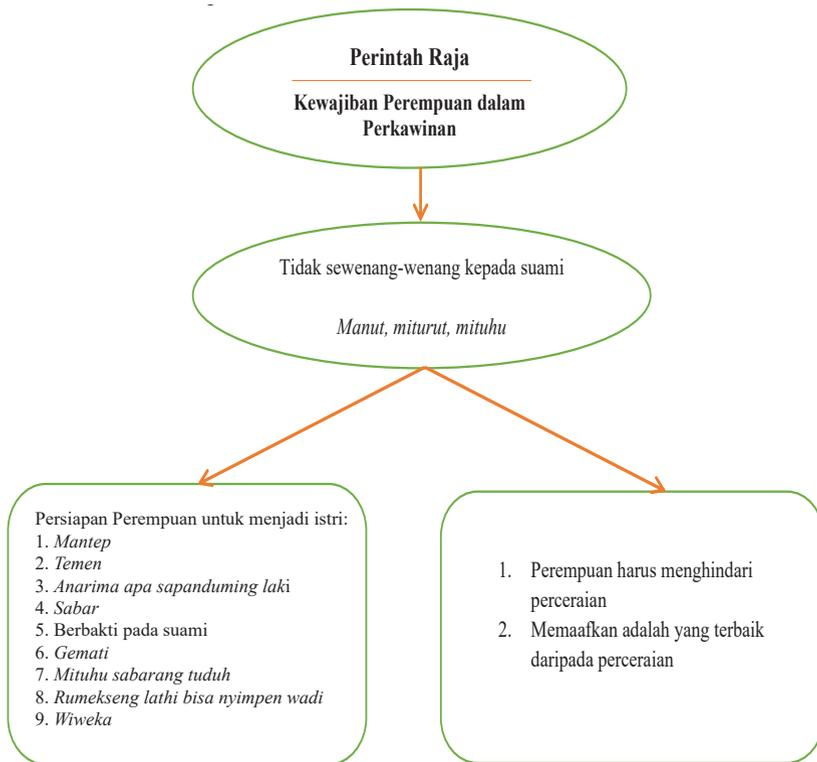 Perintah Raja
Kewajiban Perempuan dalam
Perkawinan
Tidak sewenang-wenang kepada suami
Manut, miturut, mituhu
Persiapan Perempuan untuk menjadi istri:
1. Mantep
2. Temen
3. Anarima apa sapanduming laki
4. Sabar
5. Berbakti pada suami
6. Gemati
7. Mituhu sabarang tuduh
8. Rumekseng lathi bisa nyimpen wadi
9. Wiweka
1. Perempuan harus menghindari
perceraian
2. Memaafkan adalah yang terbaik
daripada perceraian